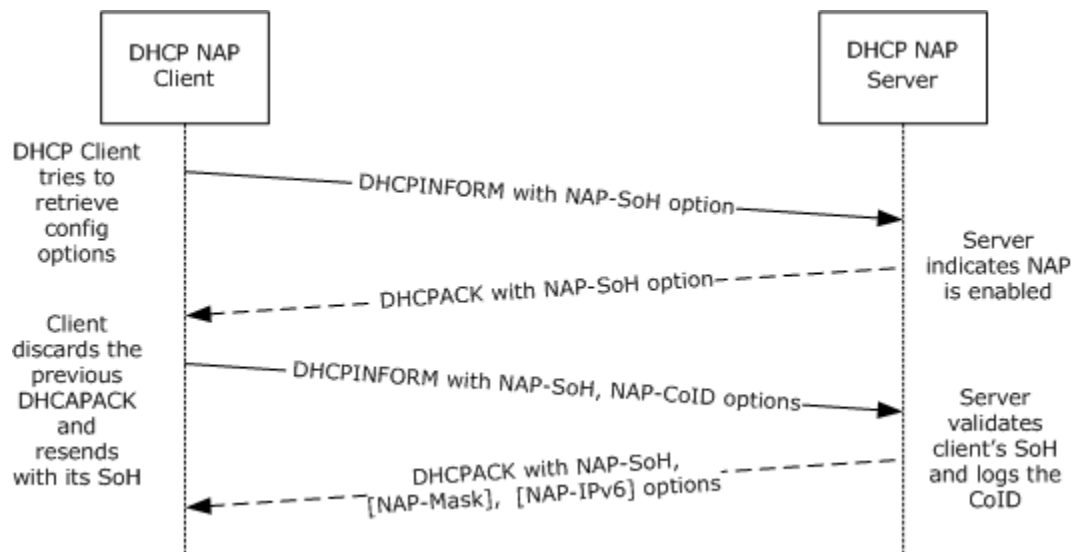 DHCP NAP
Client
DHCP NAP
Server
DHCP Client
tries to
retrieve
config
options
DHCPINFORM with NAP-SoH option
Server
indicates NAP
is enabled
DHCPACK with NAP-SoH option
Client
discards the
previous
DHCAPACK
and
resends
with its SoH
DHCPINFORM with NAP-SoH, NAP-CoID options
Server
validates
client's SoH
and logs the
CoID
DHCPACK with NAP-SoH,
[NAP-Mask], [NAP-IPv6] options